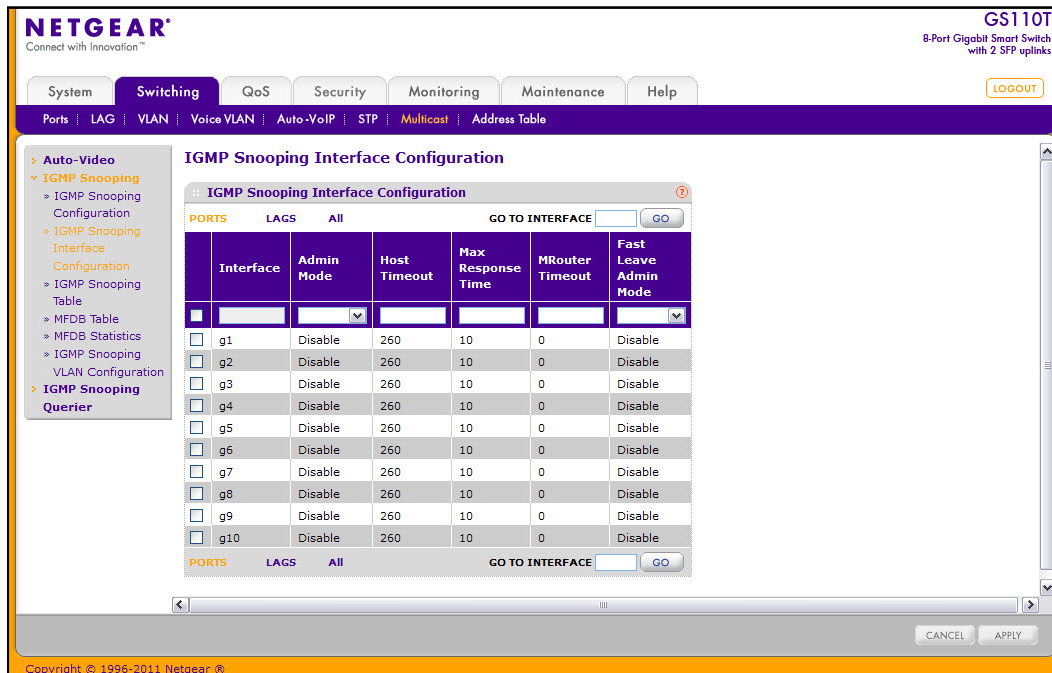 NETGEAR®
Connect with Innovation™
GS110T
8-Port Gigabit Smart Switch
with 2 SFP uplinks
System Switching QoS Security Monitoring Maintenance Help LOGOUT
Ports LAG VLAN Voice VLAN Auto-VoIP STP Multicast Address Table
Auto-Video
IGMP Snooping
» IGMP Snooping
Configuration
» IGMP Snooping
Interface
Configuration
» IGMP Snooping
Table
» MFDB Table
» MFDB Statistics
» IGMP Snooping
VLAN Configuration
IGMP Snooping
Querier
IGMP Snooping Interface Configuration
IGMP Snooping Interface Configuration ?
PORTS LAGS All GO TO INTERFACE GO
Interface Admin Mode Host Timeout Max Response Time MRouter Timeout Fast Leave Admin Mode
g1 Disable 260 10 0 Disable
g2 Disable 260 10 0 Disable
g3 Disable 260 10 0 Disable
g4 Disable 260 10 0 Disable
g5 Disable 260 10 0 Disable
g6 Disable 260 10 0 Disable
g7 Disable 260 10 0 Disable
g8 Disable 260 10 0 Disable
g9 Disable 260 10 0 Disable
g10 Disable 260 10 0 Disable
PORTS LAGS All GO TO INTERFACE GO
CANCEL APPLY
Copyright © 1996-2011 Netgear ®